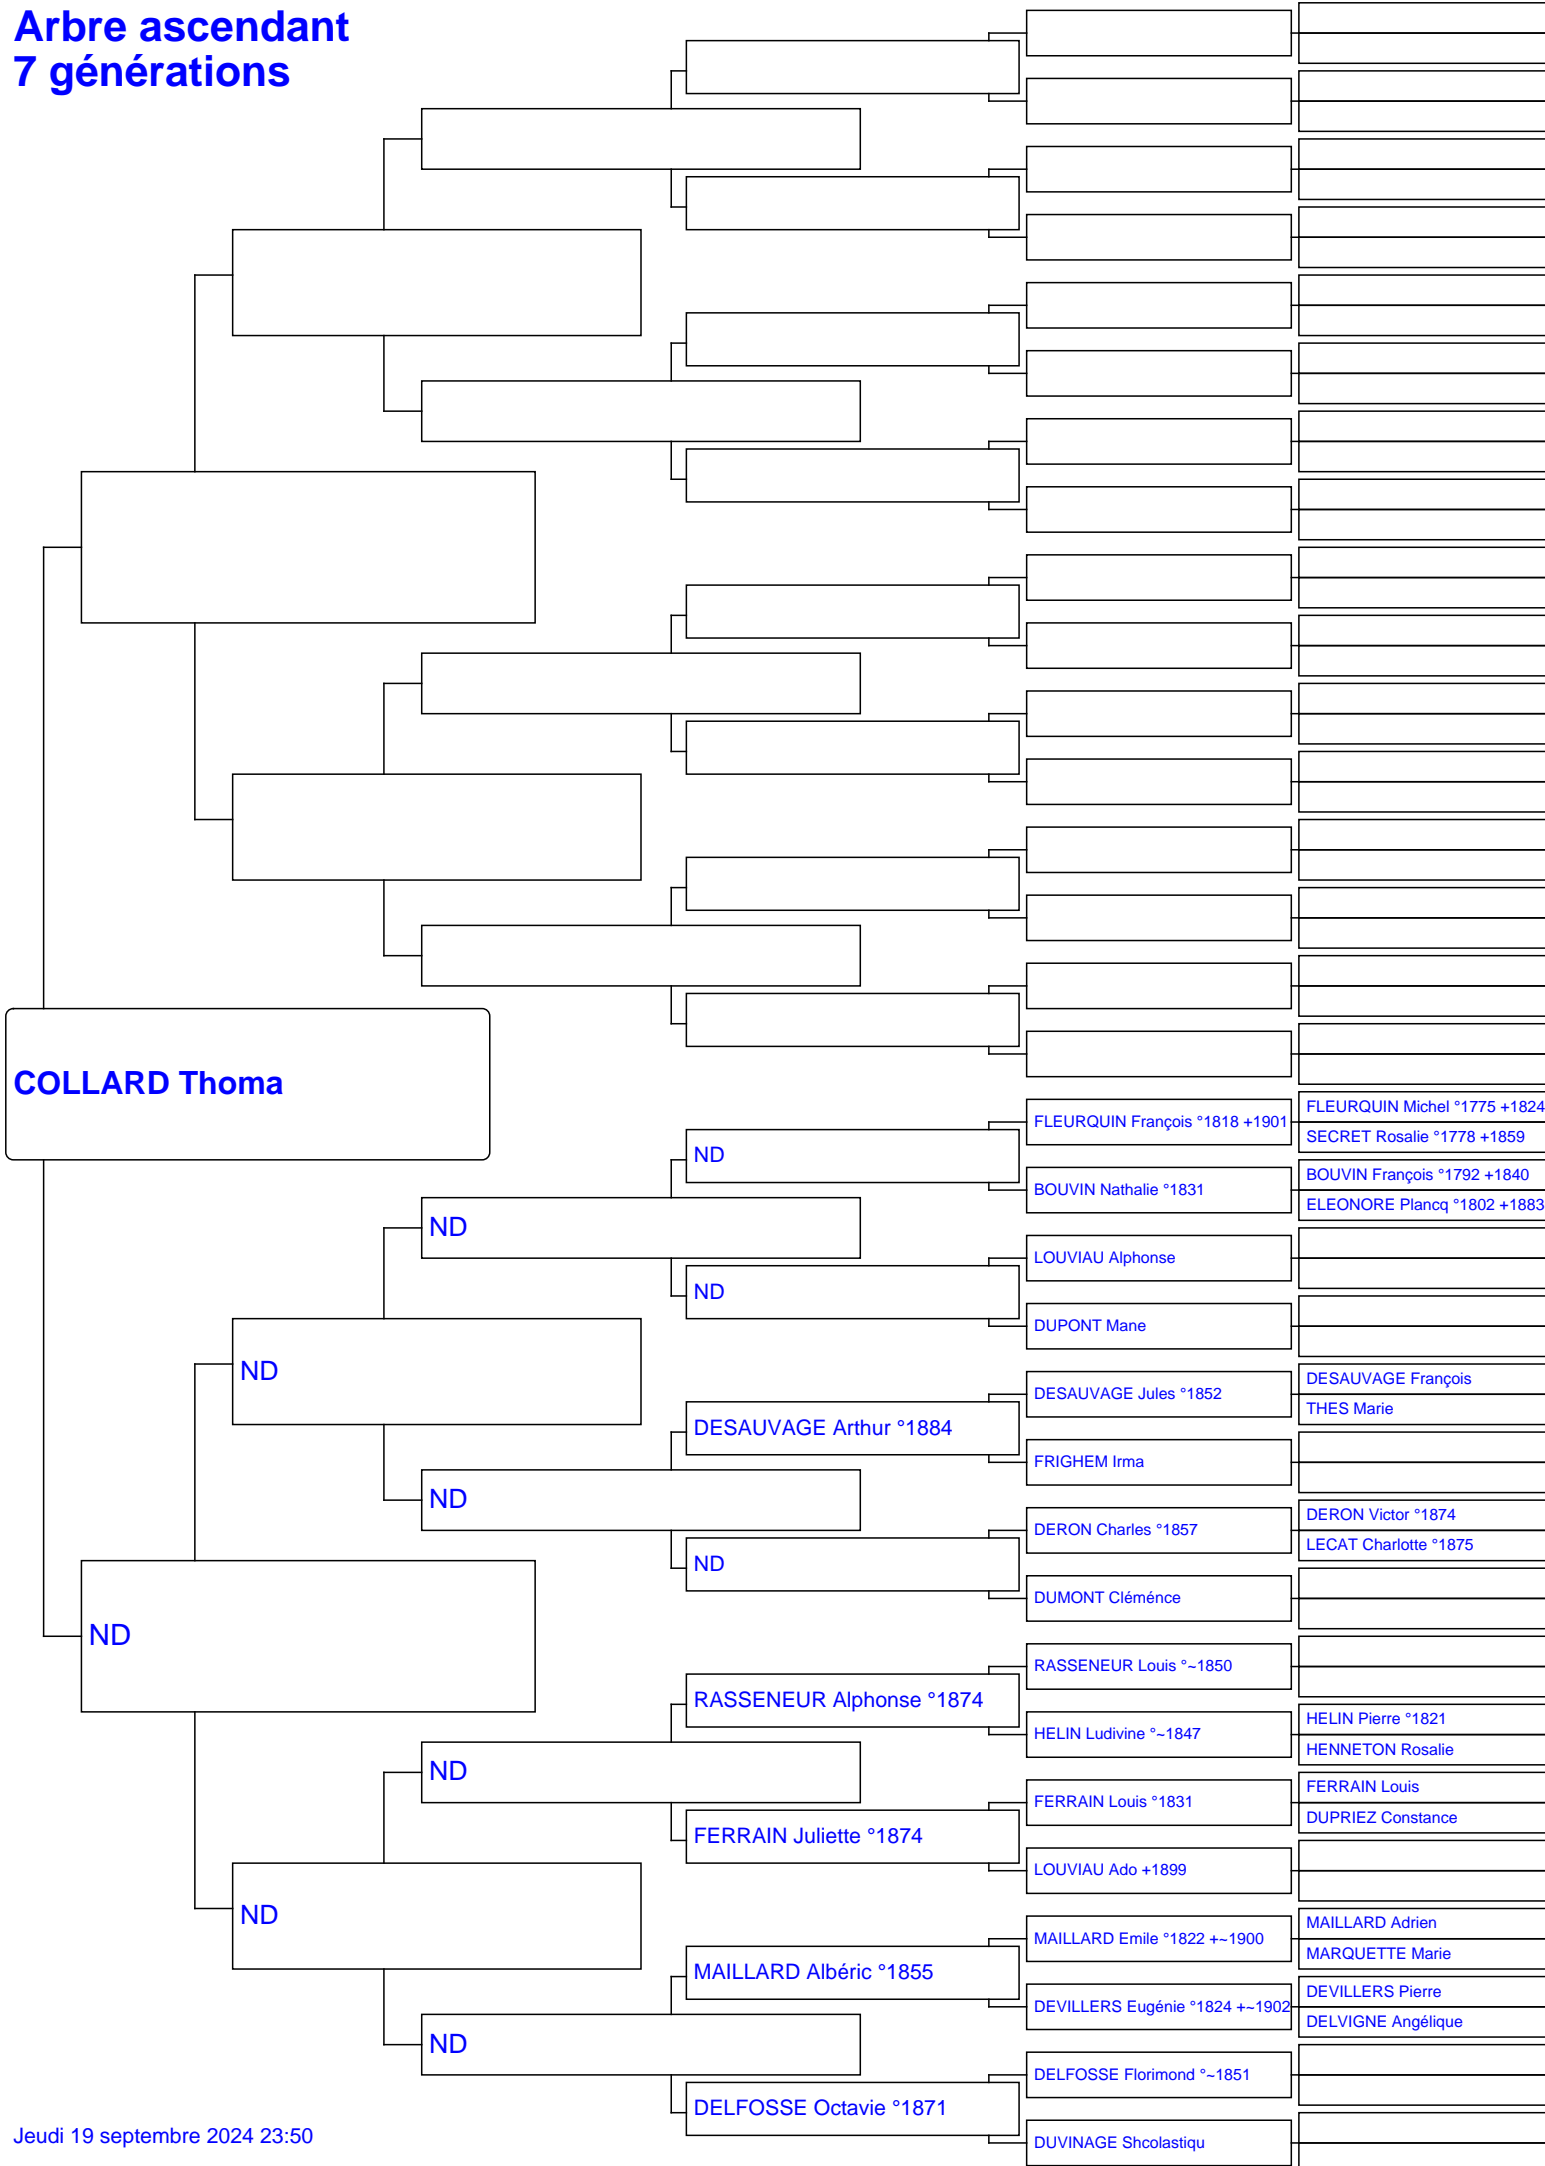 Arbre ascendant
7 générations
COLLARD Thoma
FLEURQUIN François °1818 +1901
FLEURQUIN Michel °1775 +1824
SECRET Rosalie °1778 +1859
ND
BOUVIN Nathalie °1831
BOUVIN François °1792 +1840
ELEONORE Plancq °1802 +1883
ND
LOUVIAU Alphonse
ND
DUPONT Mane
ND
DESAUVAGE Jules °1852
DESAUVAGE François
THES Marie
DESAUVAGE Arthur °1884
FRIGHEM Irma
ND
DERON Charles °1857
DERON Victor °1874
LECAT Charlotte °1875
ND
DUMONT Cléménce
ND
RASSENEUR Louis °~1850
RASSENEUR Alphonse °1874
HELIN Ludivine °~1847
HELIN Pierre °1821
HENNETON Rosalie
ND
FERRAIN Louis °1831
FERRAIN Louis
DUPRIEZ Constance
FERRAIN Juliette °1874
LOUVIAU Ado +1899
ND
MAILLARD Emile °1822 +~1900
MAILLARD Adrien
MARQUETTE Marie
MAILLARD Albéric °1855
DEVILLERS Eugénie °1824 +~1902
DEVILLERS Pierre
DELVIGNE Angélique
ND
DELFOSSE Florimond °~1851
DELFOSSE Octavie °1871
DUVINAGE Shcolastiqu
Jeudi 19 septembre 2024 23:50